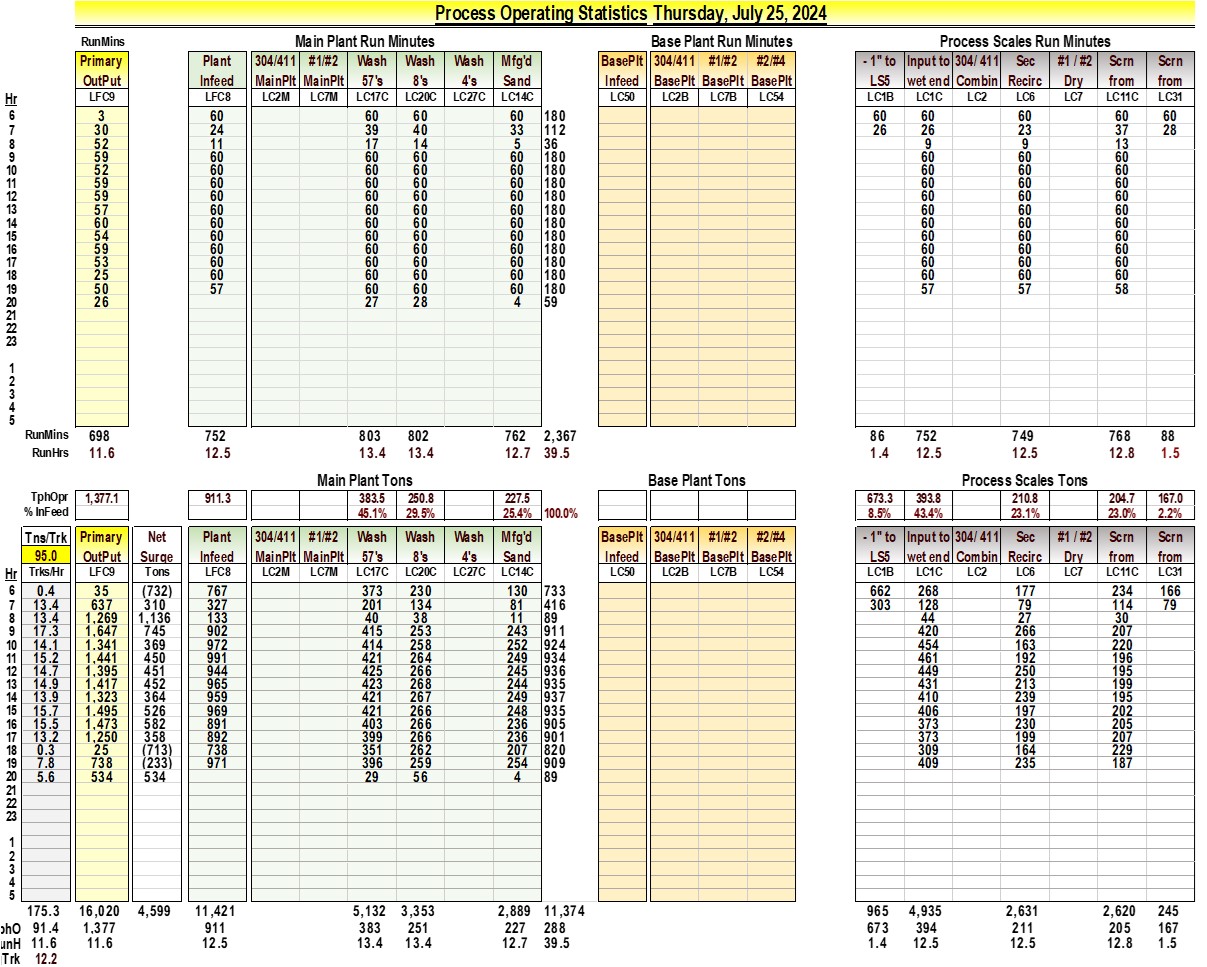 Process Operating Statistics Thursday, July 25, 2024
RunMins Main Plant Run Minutes Base Plant Run Minutes Process Scales Run Minutes
Primary Plant 304/411 #1/#2 Wash Wash Wash Mfg'd BasePlt 304/411 #1/#2 #2/#4 - 1" to Input to 304/ 411 Sec #1 / #2 Scrn Scrn
OutPut Infeed MainPlt MainPlt 57's 8's 4's Sand Infeed BasePlt BasePlt BasePlt LS5 wet end Combin Recirc Dry from from
Hr LFC9 LFC8 LC2M LC7M LC17C LC20C LC27C LC14C LC50 LC2B LC7B LC54 LC1B LC1C LC2 LC6 LC7 LC11C LC31
6 3 60 60 60 60 180 60 60 60 60 60
7 30 24 39 40 33 112 26 26 23 37 28
8 52 11 17 14 5 36 9 9 13
9 59 60 60 60 60 180 60 60 60
10 52 60 60 60 60 180 60 60 60
11 59 60 60 60 60 180 60 60 60
12 59 60 60 60 60 180 60 60 60
13 57 60 60 60 60 180 60 60 60
14 60 60 60 60 60 180 60 60 60
15 54 60 60 60 60 180 60 60 60
16 59 60 60 60 60 180 60 60 60
17 53 60 60 60 60 180 60 60 60
18 25 60 60 60 60 180 60 60 60
19 50 57 60 60 60 180 57 57 58
20 26 27 28 4 59
21
22
23
1
2
3
4
5
RunMins 698 752 803 802 762 2,367 86 752 749 768 88
RunHrs 11.6 12.5 13.4 13.4 12.7 39.5 1.4 12.5 12.5 12.8 1.5
Main Plant Tons Base Plant Tons Process Scales Tons
TphOpr 1,377.1 911.3 383.5 250.8 227.5 673.3 393.8 210.8 204.7 167.0
% InFeed 45.1% 29.5% 25.4% 100.0% 8.5% 43.4% 23.1% 23.0% 2.2%
Tns/Trk Primary Net Plant 304/411 #1/#2 Wash Wash Wash Mfg'd BasePlt 304/411 #1/#2 #2/#4 - 1" to Input to 304/ 411 Sec #1 / #2 Scrn Scrn
95.0 OutPut Surge Infeed MainPlt MainPlt 57's 8's 4's Sand Infeed BasePlt BasePlt BasePlt LS5 wet end Combin Recirc Dry from from
Hr Trks/Hr LFC9 Tons LFC8 LC2M LC7M LC17C LC20C LC27C LC14C LC50 LC2B LC7B LC54 LC1B LC1C LC2 LC6 LC7 LC11C LC31
6 0.4 35 (732) 767 373 230 130 733 662 268 177 234 166
7 13.4 637 310 327 201 134 81 416 303 128 79 114 79
8 13.4 1,269 1,136 133 40 38 11 89 44 27 30
9 17.3 1,647 745 902 415 253 243 911 420 266 207
10 14.1 1,341 369 972 414 258 252 924 454 163 220
11 15.2 1,441 450 991 421 264 249 934 461 192 196
12 14.7 1,395 451 944 425 266 245 936 449 250 195
13 14.9 1,417 452 965 423 268 244 935 431 213 199
14 13.9 1,323 364 959 421 267 249 937 410 239 195
15 15.7 1,495 526 969 421 266 248 935 406 197 202
16 15.5 1,473 582 891 403 266 236 905 373 230 205
17 13.2 1,250 358 892 399 266 236 901 373 199 207
18 0.3 25 (713) 738 351 262 207 820 309 164 229
19 7.8 738 (233) 971 396 259 254 909 409 235 187
20 5.6 534 534 29 56 4 89
21
22
23
1
2
3
4
5
175.3 16,020 4,599 11,421 5,132 3,353 2,889 11,374 965 4,935 2,631 2,620 245
phO 91.4 1,377 911 383 251 227 288 673 394 211 205 167
unH 11.6 11.6 12.5 13.4 13.4 12.7 39.5 1.4 12.5 12.5 12.8 1.5
Trk 12.2